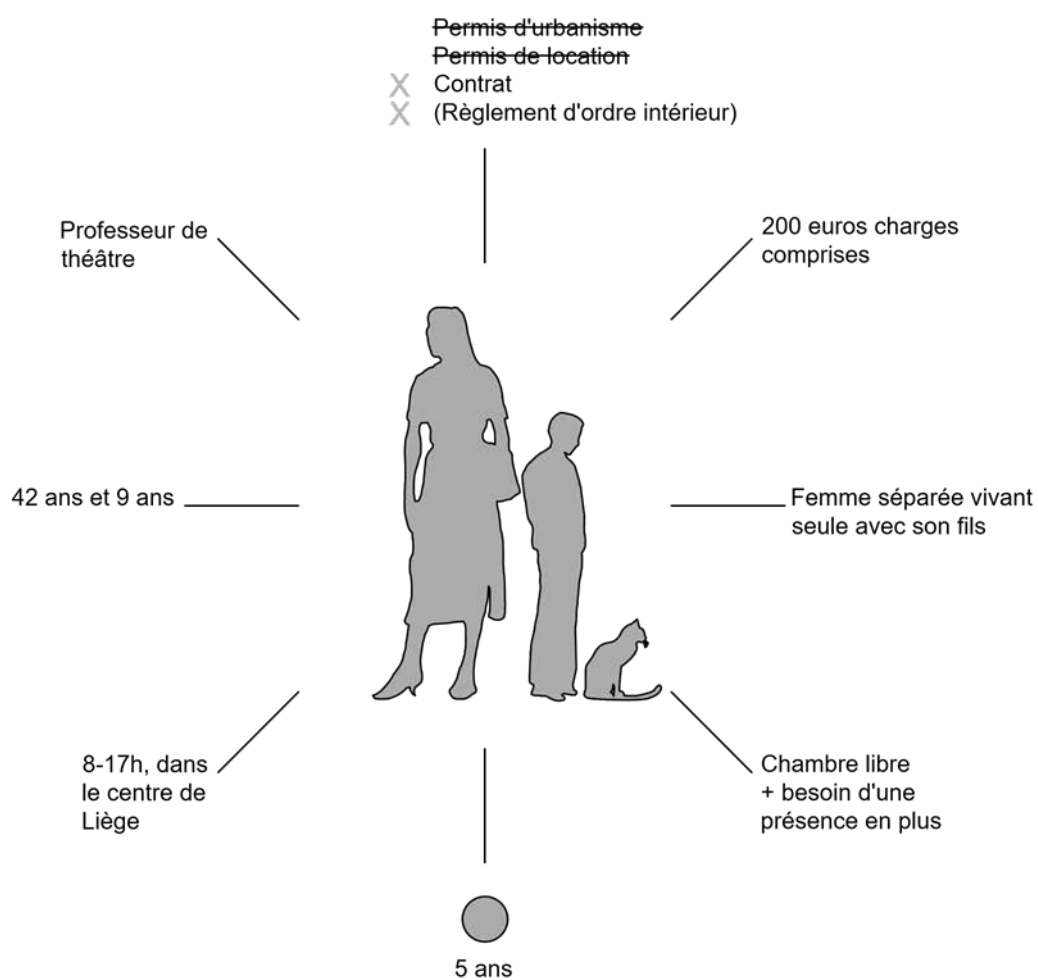 Permis d'urbanisme
Permis de location
X Contrat
X (Règlement d'ordre intérieur)
Professeur de
théâtre
200 euros charges
comprises
42 ans et 9 ans
Femme séparée vivant
seule avec son fils
8-17h, dans
le centre de
Liège
Chambre libre
+ besoin d'une
présence en plus
5 ans